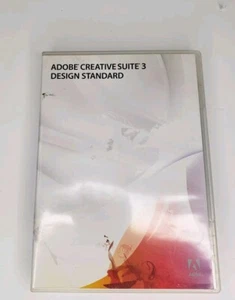 ADOBE® CREATIVE SUITE® 3
DESIGN STANDARD